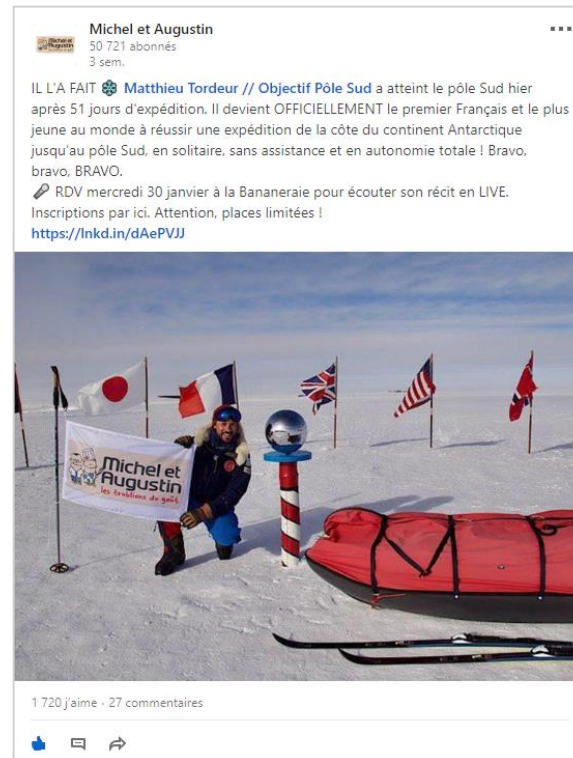 Michel et Augustin
Michel et Augustin
50 721 abonnés
3 sem.
IL L'A FAIT Matthieu Tordeur // Objectif Pôle Sud a atteint le pôle Sud hier
après 51 jours d'expédition. Il devient OFFICIELLEMENT le premier Français et le plus
jeune au monde à réussir une expédition de la côte du continent Antarctique
jusqu'au pôle Sud, en solitaire, sans assistance et en autonomie totale ! Bravo,
bravo, BRAVO.
RDV mercredi 30 janvier à la Bananeraie pour écouter son récit en LIVE.
Inscriptions par ici. Attention, places limitées !
https://lnkd.in/dAePVJJ
Michel et
Augustin
les trublions du goût
1 720 j'aime · 27 commentaires